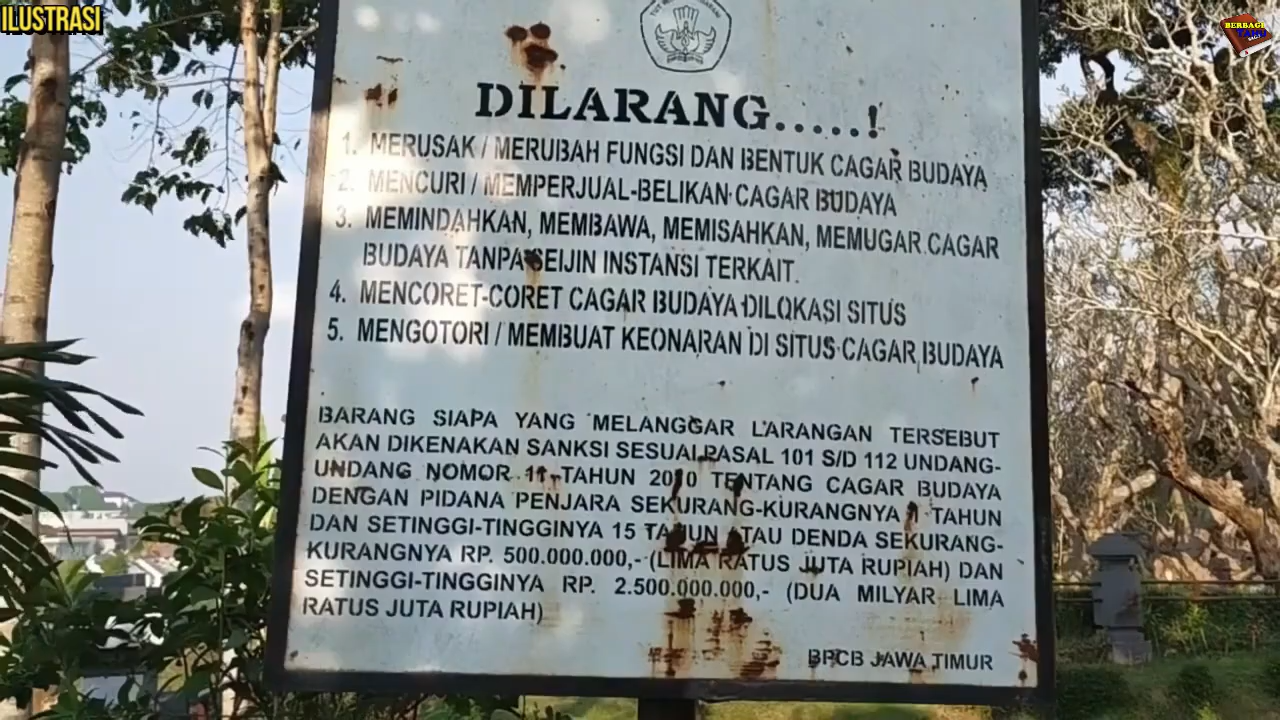 ILUSTRASI
BERBAGI
DILARANG.....!
1. MERUSAK / MERUBAH FUNGSI DAN BENTUK CAGAR BUDAYA
2. MENCURI / MEMPERJUAL-BELIKAN CAGAR BUDAYA
3. MEMINDAHKAN, MEMBAWA, MEMISAHKAN, MEMUGAR CAGAR
BUDAYA TANPA SEIJIN INSTANSI TERKAIT.
4. MENCORET-CORET CAGAR BUDAYA DILOKASI SITUS
5. MENGOTORI / MEMBUAT KEONARAN DI SITUS CAGAR BUDAYA
BARANG SIAPA YANG MELANGGAR LARANGAN TERSEBUT
AKAN DIKENAKAN SANKSI SESUAI PASAL 101 S/D 112 UNDANG-
UNDANG NOMOR 11 TAHUN 2010 TENTANG CAGAR BUDAYA
DENGAN PIDANA PENJARA SEKURANG-KURANGNYA 1 TAHUN
DAN SETINGGI-TINGGINYA 15 TAHUN ATAU DENDA SEKURANG-
KURANGNYA RP. 500.000.000,- (LIMA RATUS JUTA RUPIAH) DAN
SETINGGI-TINGGINYA RP. 2.500.000.000,- (DUA MILYAR LIMA
RATUS JUTA RUPIAH)
BPCB JAWA TIMUR